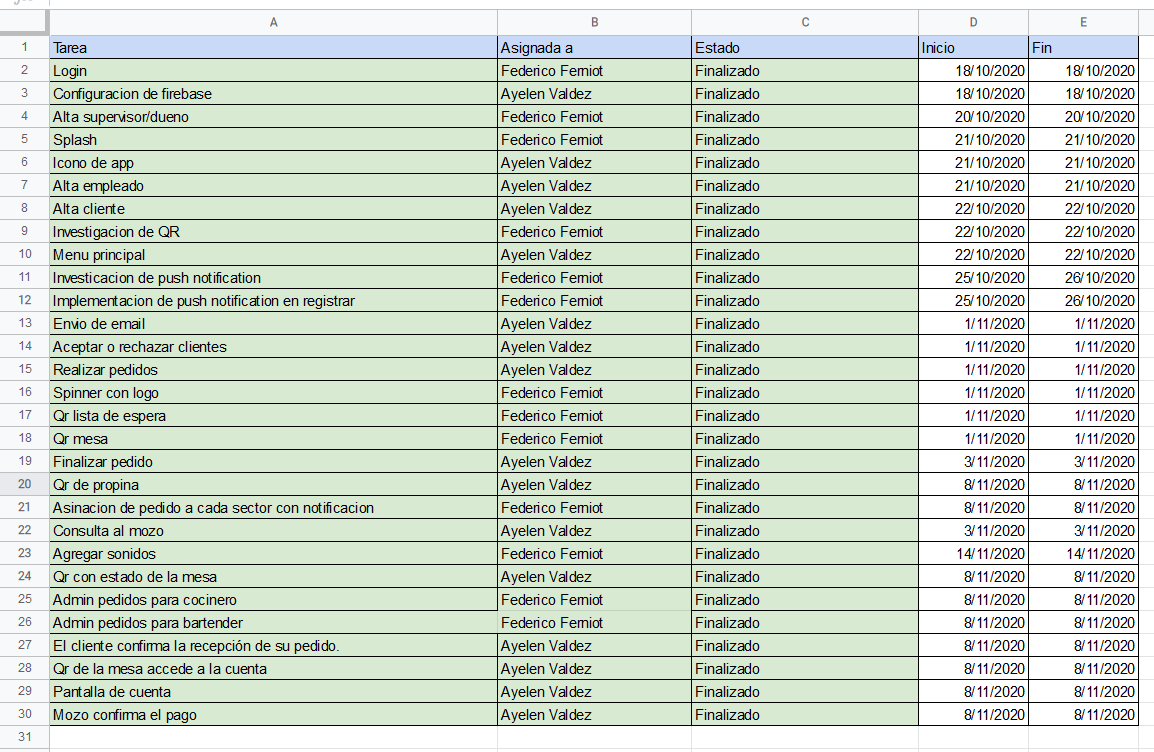 A B C D E
1 Tarea Asignada a Estado Inicio Fin
2 Login Federico Ferniot Finalizado 18/10/2020 18/10/2020
3 Configuracion de firebase Ayelen Valdez Finalizado 18/10/2020 18/10/2020
4 Alta supervisor/dueno Federico Ferniot Finalizado 20/10/2020 20/10/2020
5 Splash Federico Ferniot Finalizado 21/10/2020 21/10/2020
6 Icono de app Ayelen Valdez Finalizado 21/10/2020 21/10/2020
7 Alta empleado Ayelen Valdez Finalizado 21/10/2020 21/10/2020
8 Alta cliente Ayelen Valdez Finalizado 22/10/2020 22/10/2020
9 Investigacion de QR Federico Ferniot Finalizado 22/10/2020 22/10/2020
10 Menu principal Ayelen Valdez Finalizado 22/10/2020 22/10/2020
11 Investicacion de push notification Federico Ferniot Finalizado 25/10/2020 26/10/2020
12 Implementacion de push notification en registrar Federico Ferniot Finalizado 25/10/2020 26/10/2020
13 Envio de email Ayelen Valdez Finalizado 1/11/2020 1/11/2020
14 Aceptar o rechazar clientes Ayelen Valdez Finalizado 1/11/2020 1/11/2020
15 Realizar pedidos Ayelen Valdez Finalizado 1/11/2020 1/11/2020
16 Spinner con logo Federico Ferniot Finalizado 1/11/2020 1/11/2020
17 Qr lista de espera Federico Ferniot Finalizado 1/11/2020 1/11/2020
18 Qr mesa Federico Ferniot Finalizado 1/11/2020 1/11/2020
19 Finalizar pedido Ayelen Valdez Finalizado 3/11/2020 3/11/2020
20 Qr de propina Ayelen Valdez Finalizado 8/11/2020 8/11/2020
21 Asinacion de pedido a cada sector con notificacion Federico Ferniot Finalizado 8/11/2020 8/11/2020
22 Consulta al mozo Ayelen Valdez Finalizado 3/11/2020 3/11/2020
23 Agregar sonidos Federico Ferniot Finalizado 14/11/2020 14/11/2020
24 Qr con estado de la mesa Ayelen Valdez Finalizado 8/11/2020 8/11/2020
25 Admin pedidos para cocinero Federico Ferniot Finalizado 8/11/2020 8/11/2020
26 Admin pedidos para bartender Federico Ferniot Finalizado 8/11/2020 8/11/2020
27 El cliente confirma la recepción de su pedido. Ayelen Valdez Finalizado 8/11/2020 8/11/2020
28 Qr de la mesa accede a la cuenta Ayelen Valdez Finalizado 8/11/2020 8/11/2020
29 Pantalla de cuenta Ayelen Valdez Finalizado 8/11/2020 8/11/2020
30 Mozo confirma el pago Ayelen Valdez Finalizado 8/11/2020 8/11/2020
31